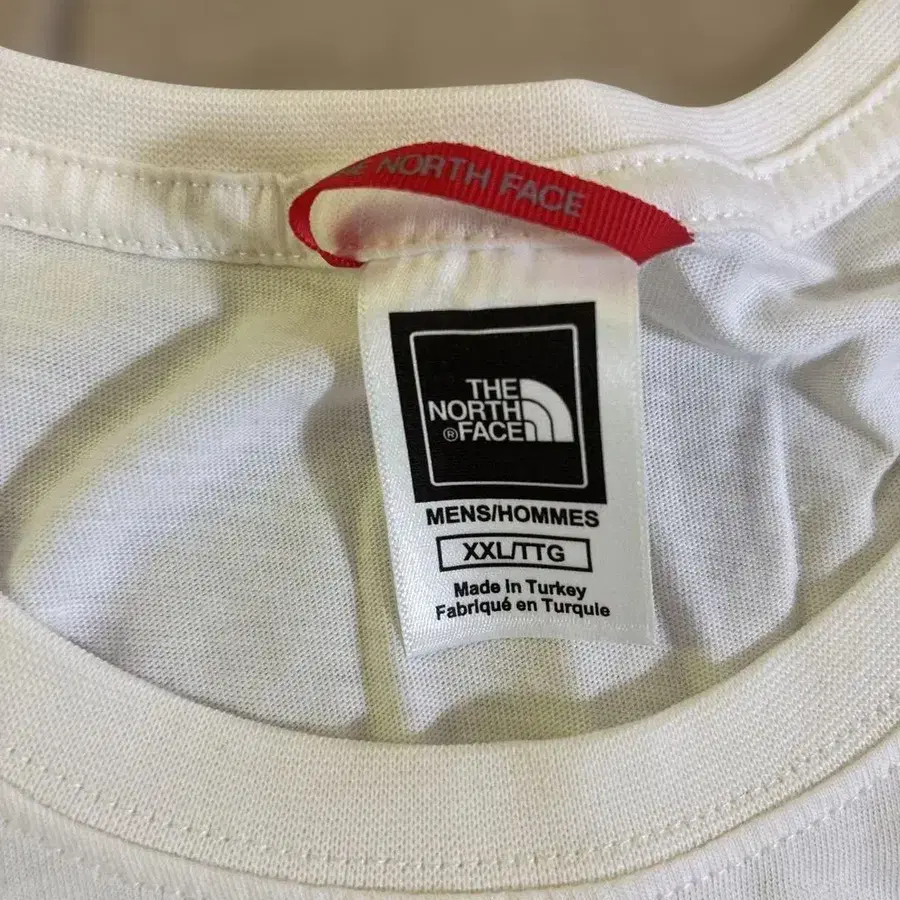 NORTH FACE
THE
NORTH
®FACE
MENS/HOMMES
XXL/TTG
Made in Turkey
Fabriqué en Turquie